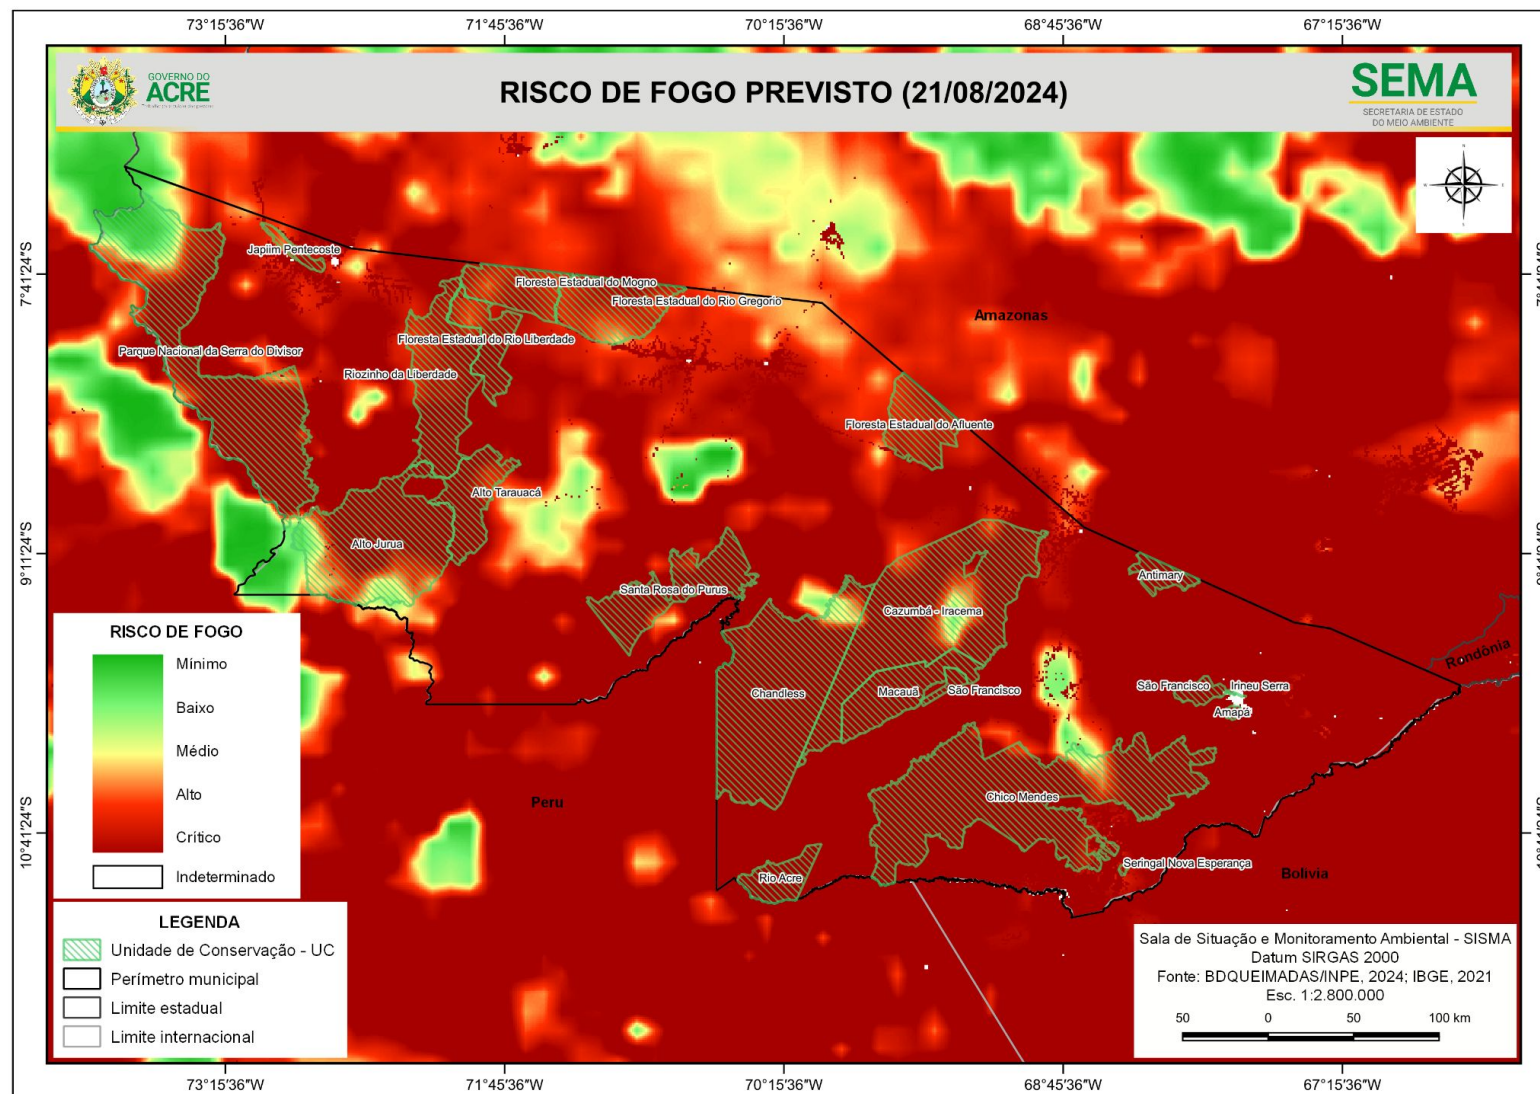 73°15'36"W
71°45'36"W
70°15'36"W
68°45'36"W
67°15'36"W
GOVERNO DO
ACRE
RISCO DE FOGO PREVISTO (21/08/2024)
SEMA
SECRETARIA DE ESTADO
DO MEIO AMBIENTE
7°41'24"S
9°11'24"S
10°41'24"S
Japiim Pentecoste
Floresta Estadual do Mogno
Floresta Estadual do Rio Gregorio
Amazonas
Floresta Estadual do Rio Liberdade
Parque Nacional da Serra do Divisor
Riozinho da Liberdade
Floresta Estadual do Afluente
Alto Tarauacá
Alto Jurua
Antimary
Santa Rosa do Purus
Cazumbá - Iracema
Rondônia
Chandless
Macauã
São Francisco
São Francisco
Irineu Serra
Amapá
Peru
Chico Mendes
Seringal Nova Esperança
Rio Acre
Bolivia
RISCO DE FOGO
Mínimo
Baixo
Médio
Alto
Crítico
Indeterminado
LEGENDA
Unidade de Conservação - UC
Perímetro municipal
Limite estadual
Limite internacional
Sala de Situação e Monitoramento Ambiental - SISMA
Datum SIRGAS 2000
Fonte: BDQUEIMADAS/INPE, 2024; IBGE, 2021
Esc. 1:2.800.000
50 0 50 100 km
73°15'36"W
71°45'36"W
70°15'36"W
68°45'36"W
67°15'36"W